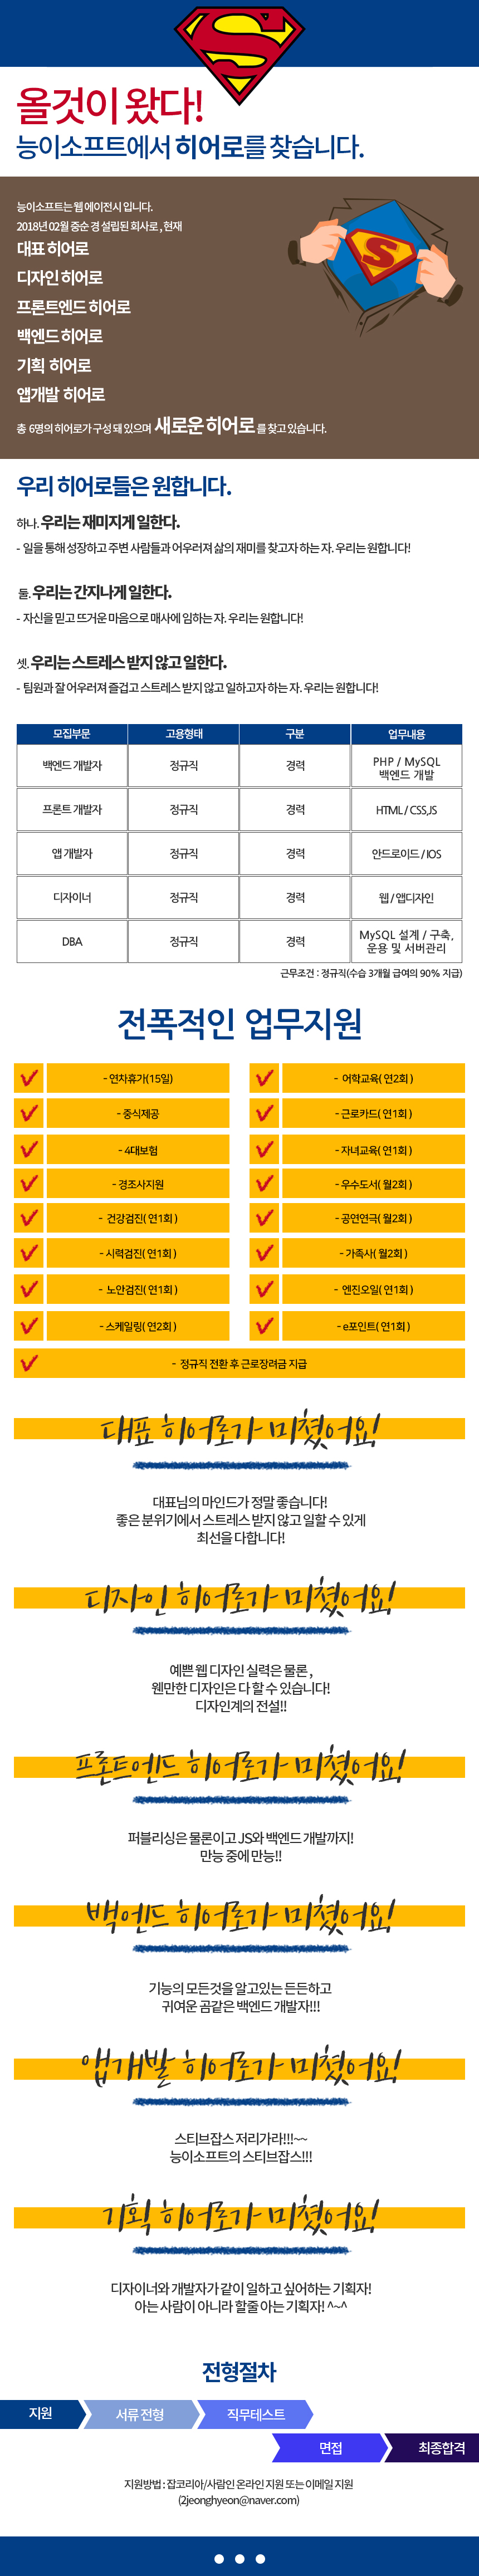 올것이 왔다!
능이소프트에서 히어로를 찾습니다.
능이소프트는 웹 에이전시 입니다.
2018년 02월 중순 경 설립된 회사로 , 현재
대표 히어로
디자인 히어로
프론트엔드 히어로
백엔드 히어로
기획 히어로
앱개발 히어로
총 6명의 히어로가 구성 돼 있으며 새로운 히어로 를 찾고 있습니다.
S
우리 히어로들은 원합니다.
하나. 우리는 재미지게 일한다.
- 일을 통해 성장하고 주변 사람들과 어우러져 삶의 재미를 찾고자 하는 자. 우리는 원합니다!
둘. 우리는 간지나게 일한다.
- 자신을 믿고 뜨거운 마음으로 매사에 임하는 자. 우리는 원합니다!
셋. 우리는 스트레스 받지 않고 일한다.
- 팀원과 잘 어우러져 즐겁고 스트레스 받지 않고 일하고자 하는 자. 우리는 원합니다!
모집부문 고용형태 구분 업무내용
백엔드 개발자 정규직 경력 PHP / MySQL
백엔드 개발
프론트 개발자 정규직 경력 HTML / CSS,JS
앱 개발자 정규직 경력 안드로이드 / IOS
디자이너 정규직 경력 웹 / 앱디자인
DBA 정규직 경력 MySQL 설계 / 구축,
운용 및 서버관리
근무조건 : 정규직(수습 3개월 급여의 90% 지급)
전폭적인 업무지원
- 연차휴가(15일) - 어학교육( 연2회 )
- 중식제공 - 근로카드( 연1회 )
- 4대보험 - 자녀교육( 연1회 )
- 경조사지원 - 우수도서( 월2회 )
- 건강검진( 연1회 ) - 공연연극( 월2회 )
- 시력검진( 연1회 ) - 가족사( 월2회 )
- 노안검진( 연1회 ) - 엔진오일( 연1회 )
- 스케일링( 연2회 ) - e포인트( 연1회 )
- 정규직 전환 후 근로장려금 지급
대표 히어로가 미쳤어요!
대표님의 마인드가 정말 좋습니다!
좋은 분위기에서 스트레스 받지 않고 일할 수 있게
최선을 다합니다!
디자인 히어로가 미쳤어요!
예쁜 웹 디자인 실력은 물론 ,
웬만한 디자인은 다 할 수 있습니다!
디자인계의 전설!!
프론트엔드 히어로가 미쳤어요!
퍼블리싱은 물론이고 JS와 백엔드 개발까지!
만능 중에 만능!!
백엔드 히어로가 미쳤어요!
기능의 모든것을 알고있는 든든하고
귀여운 곰같은 백엔드 개발자!!!
앱개발 히어로가 미쳤어요!
스티브잡스 저리가라!!!~~
능이소프트의 스티브잡스!!!
기획 히어로가 미쳤어요!
디자이너와 개발자가 같이 일하고 싶어하는 기획자!
아는 사람이 아니라 할줄 아는 기획자! ^~^
전형절차
지원 서류 전형 직무테스트
면접 최종합격
지원방법 : 잡코리아/사람인 온라인 지원 또는 이메일 지원
(2jeonghyeon@naver.com)